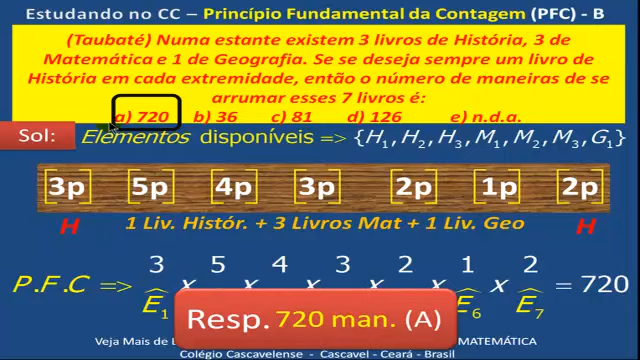 Estudando no CC – Princípio Fundamental da Contagem (PFC) - B
(Taubaté) Numa estante existem 3 livros de História, 3 de
Matemática e 1 de Geografia. Se se deseja sempre um livro de
História em cada extremidade, então o número de maneiras de se
arrumar esses 7 livros é:
a) 720 b) 36 c) 81 d) 126 e) n.d.a.
Sol: Elementos disponíveis => {H1, H2, H3, M1, M2, M3, G1}
[3p] [5p] [4p] [3p] [2p] [1p] [2p]
H 1 Liv. Histór. + 3 Livros Mat + 1 Liv. Geo H
3 5 4 3 2 1 2
P.F.C => E1 x x x x x E6 x E7 = 720
Resp. 720 man. (A)
Veja Mais de MATEMÁTICA
Colégio Cascavelense - Cascavel - Ceará - Brasil